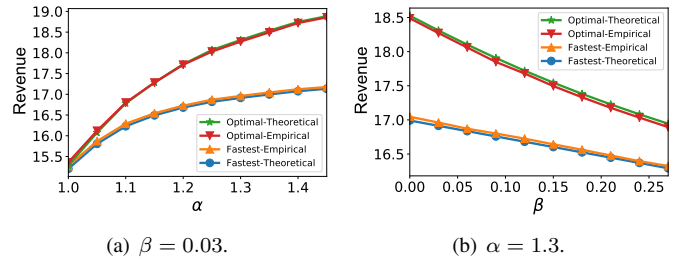 19.0
18.5
18.0
17.5
17.0
16.5
16.0
15.5
Revenue
Optimal-Theoretical
Optimal-Empirical
Fastest-Empirical
Fastest-Theoretical
1.0 1.1 1.2 1.3 1.4
α
(a) β = 0.03.
18.5
18.0
17.5
17.0
16.5
Revenue
Optimal-Theoretical
Optimal-Empirical
Fastest-Empirical
Fastest-Theoretical
0.00 0.05 0.10 0.15 0.20 0.25
β
(b) α = 1.3.